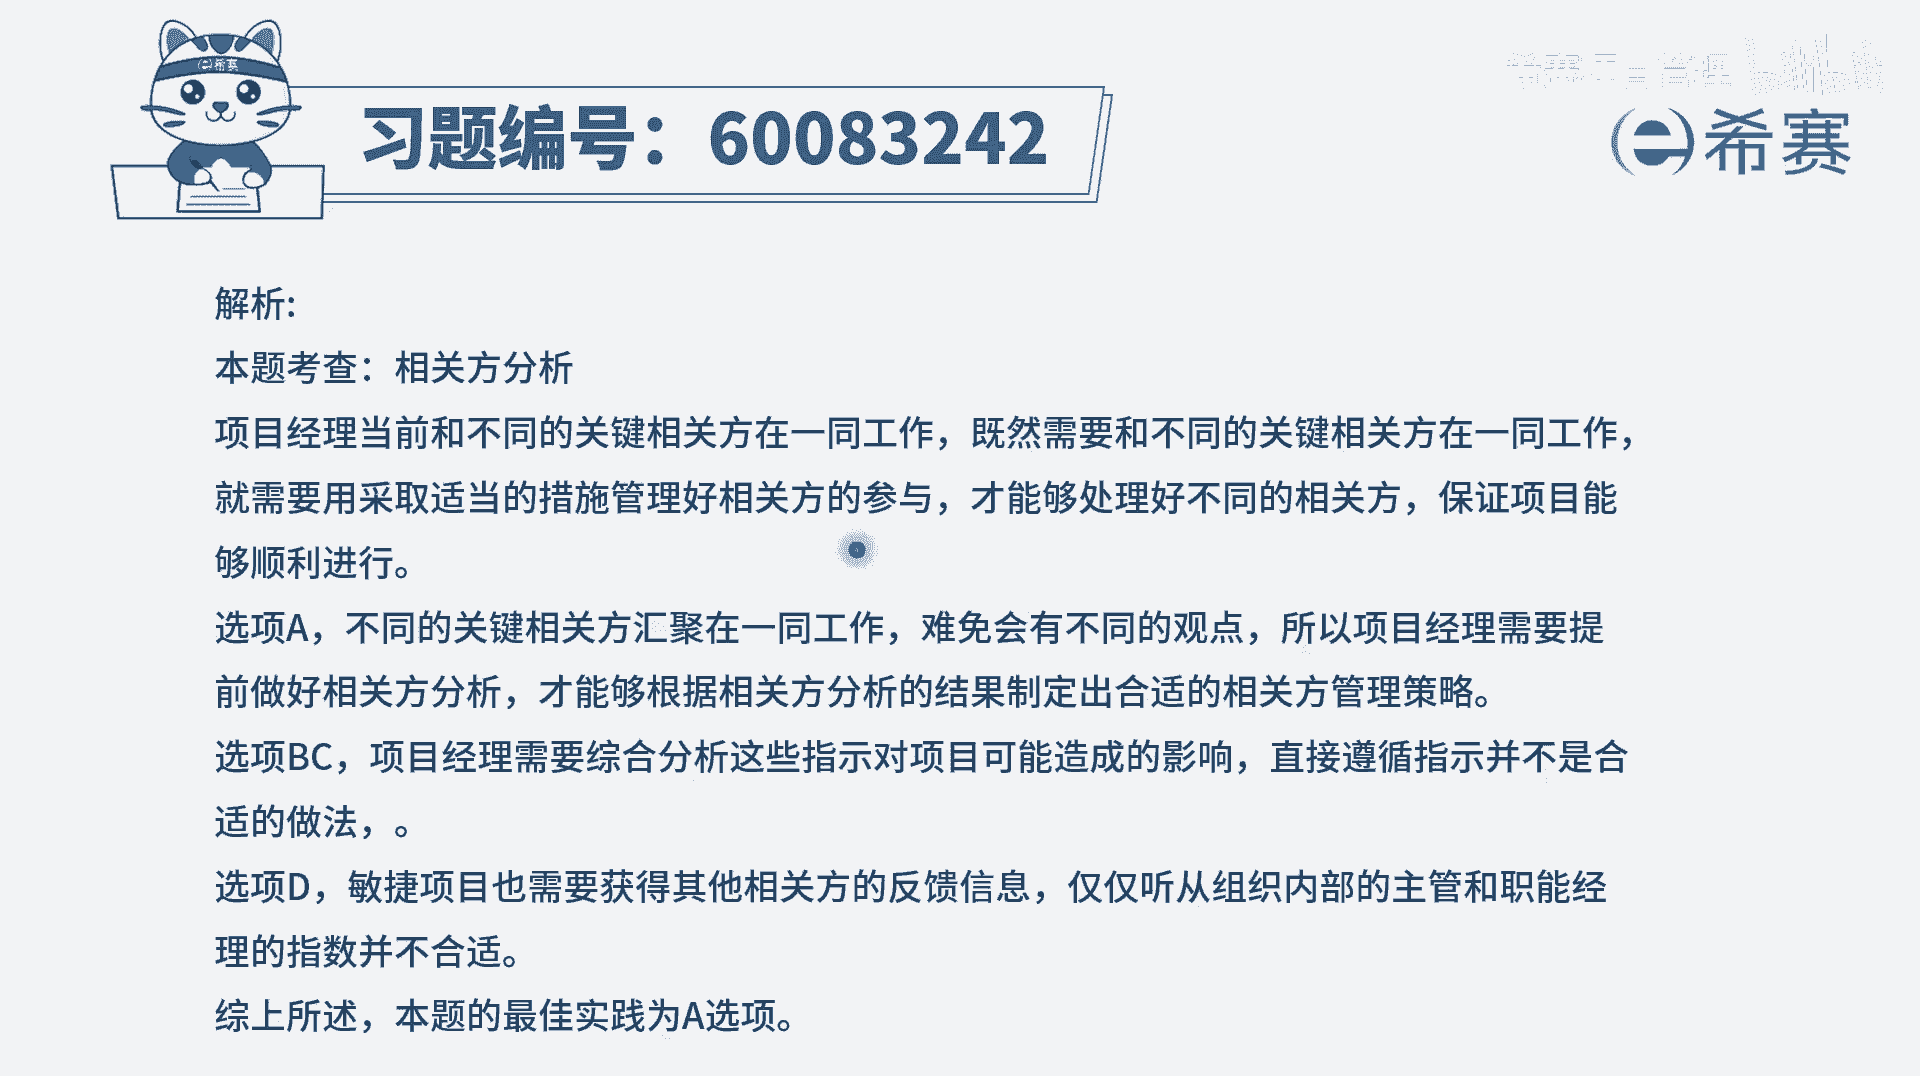 e希赛
习题编号：60083242
e希赛
解析:
本题考查：相关方分析
项目经理当前和不同的关键相关方在一同工作，既然需要和不同的关键相关方在一同工作，
就需要用采取适当的措施管理好相关方的参与，才能够处理好不同的相关方，保证项目能
够顺利进行。
选项A，不同的关键相关方汇聚在一同工作，难免会有不同的观点，所以项目经理需要提
前做好相关方分析，才能够根据相关方分析的结果制定出合适的相关方管理策略。
选项BC，项目经理需要综合分析这些指示对项目可能造成的影响，直接遵循指示并不是合
适的做法，。
选项D，敏捷项目也需要获得其他相关方的反馈信息，仅仅听从组织内部的主管和职能经
理的指数并不合适。
综上所述，本题的最佳实践为A选项。